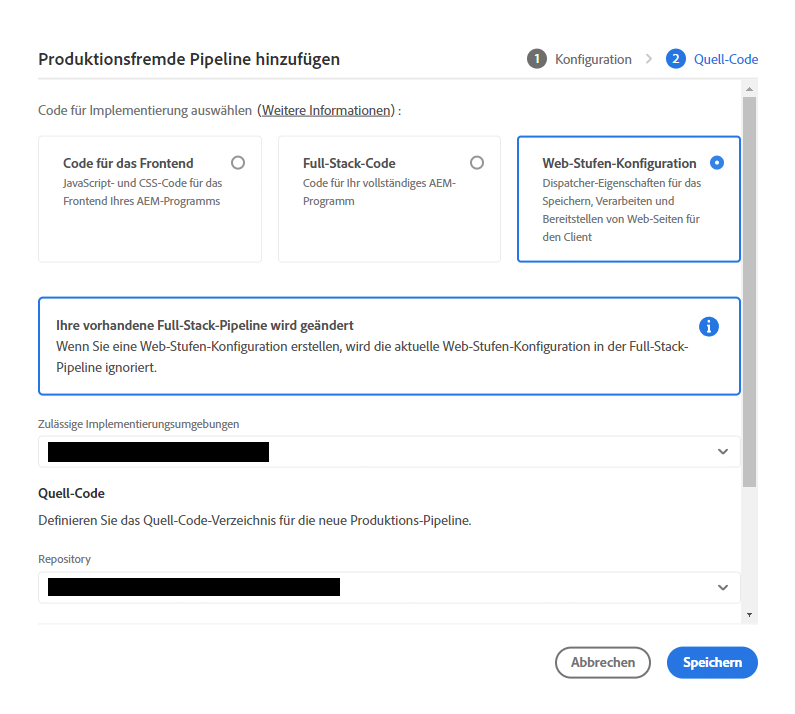 Produktionsfremde Pipeline hinzufügen
1 Konfiguration > 2 Quell-Code
Code für Implementierung auswählen (Weitere Informationen) :
Code für das Frontend
JavaScript- und CSS-Code für das
Frontend Ihres AEM-Programms
Full-Stack-Code
Code für Ihr vollständiges AEM-
Programm
Web-Stufen-Konfiguration
Dispatcher-Eigenschaften für das
Speichern, Verarbeiten und
Bereitstellen von Web-Seiten für
den Client
Ihre vorhandene Full-Stack-Pipeline wird geändert
Wenn Sie eine Web-Stufen-Konfiguration erstellen, wird die aktuelle Web-Stufen-Konfiguration in der Full-Stack-
Pipeline ignoriert.
Zulässige Implementierungsumgebungen
Quell-Code
Definieren Sie das Quell-Code-Verzeichnis für die neue Produktions-Pipeline.
Repository
Abbrechen
Speichern